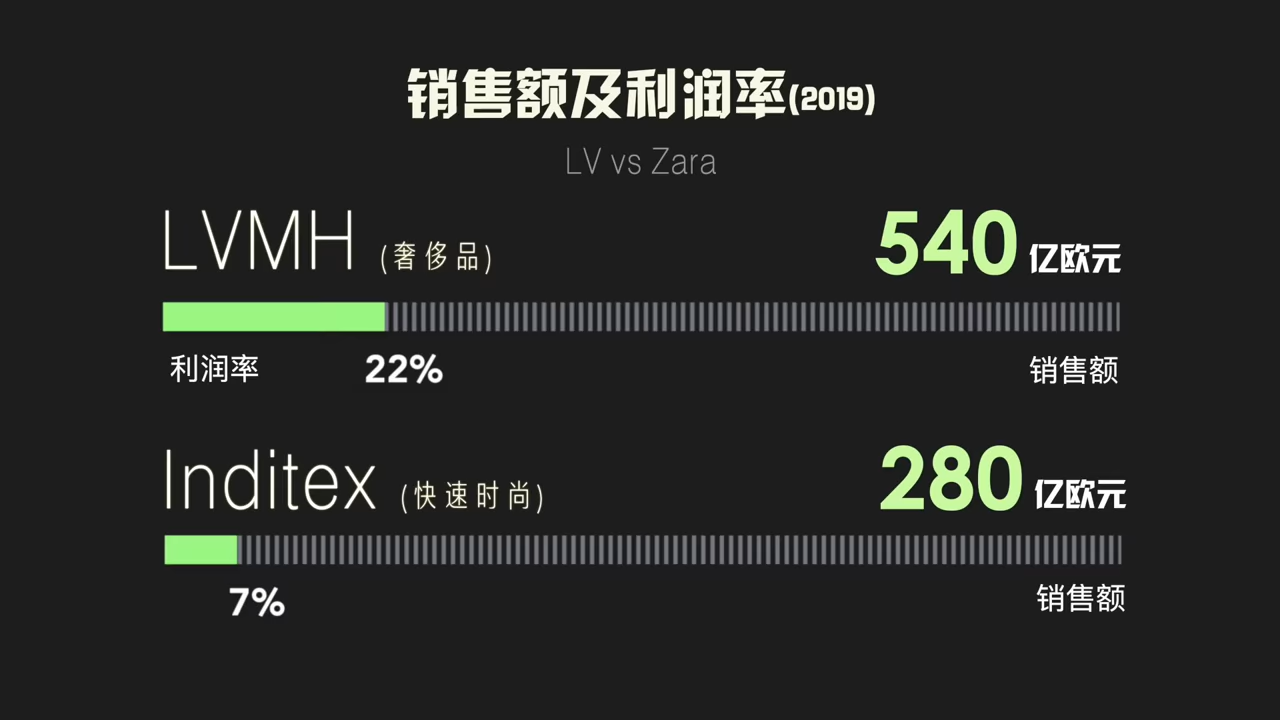 销售额及利润率(2019)
LV vs Zara
LVMH (奢侈品) 540 亿欧元
利润率 22% 销售额
Inditex (快速时尚) 280 亿欧元
7% 销售额